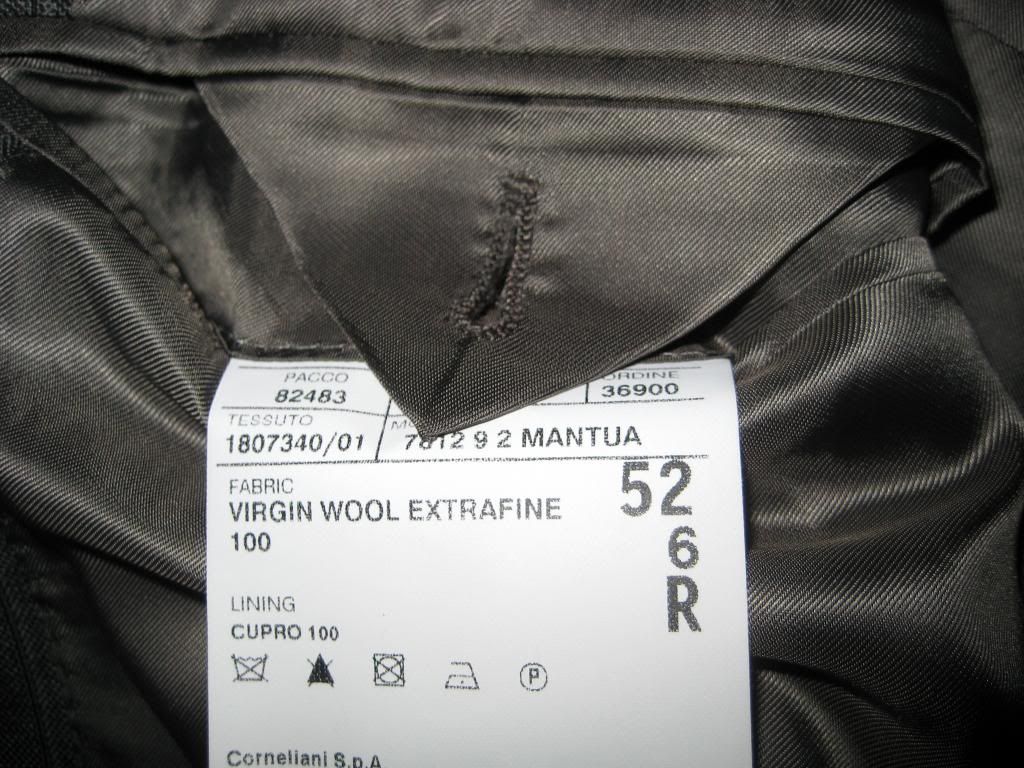 PACCO ORDINE
82483 36900
TESSUTO
1807340/01 7812 9 2 MANTUA
FABRIC
VIRGIN WOOL EXTRAFINE
100
52
6
R
LINING
CUPRO 100
P
Corneliani S.p.A